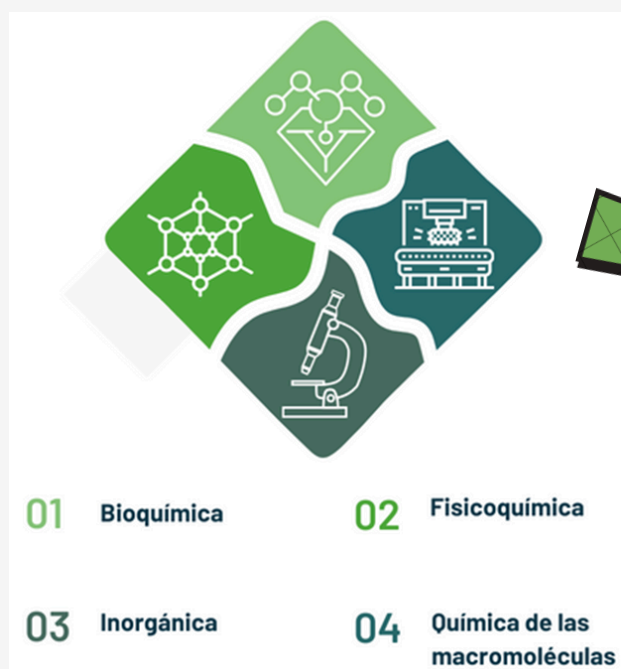 01 Bioquímica
02 Fisicoquímica
03 Inorgánica
04 Química de las
macromoléculas